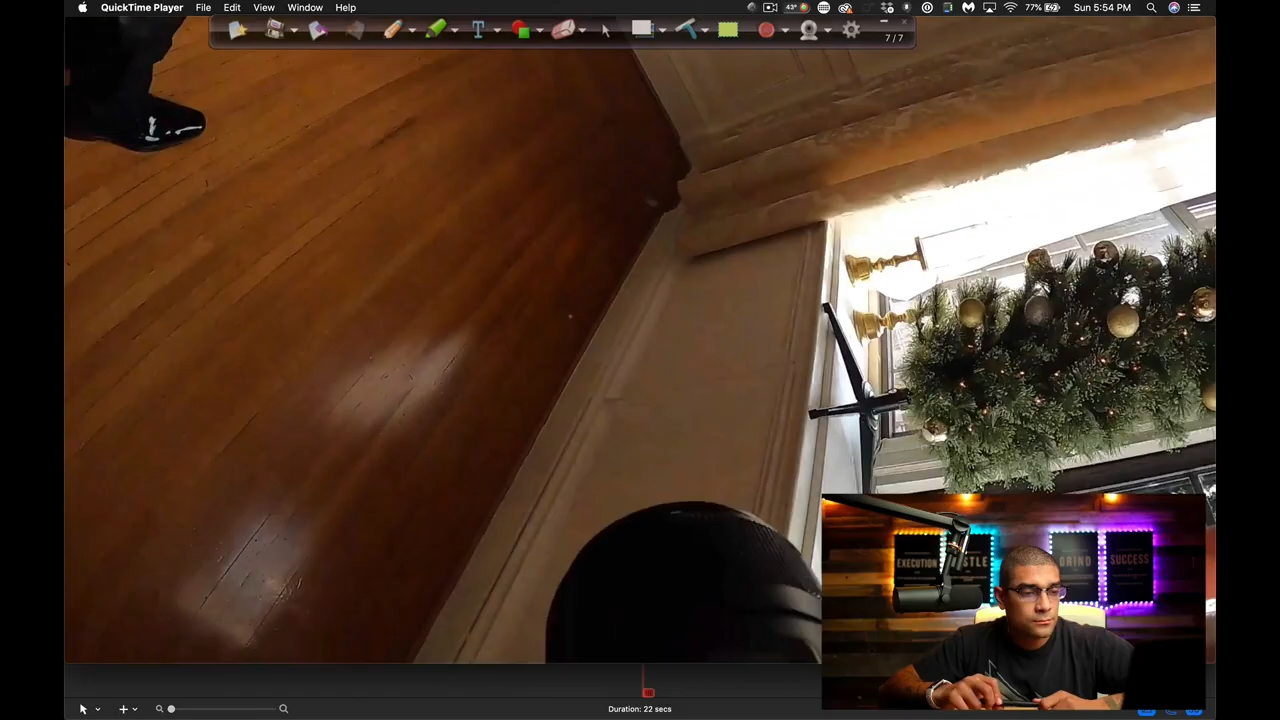 QuickTime Player File Edit View Window Help 43° 77% Sun 5:54 PM
7 / 7
EXECUTION
GRIND
SUCCESS
Duration: 22 secs